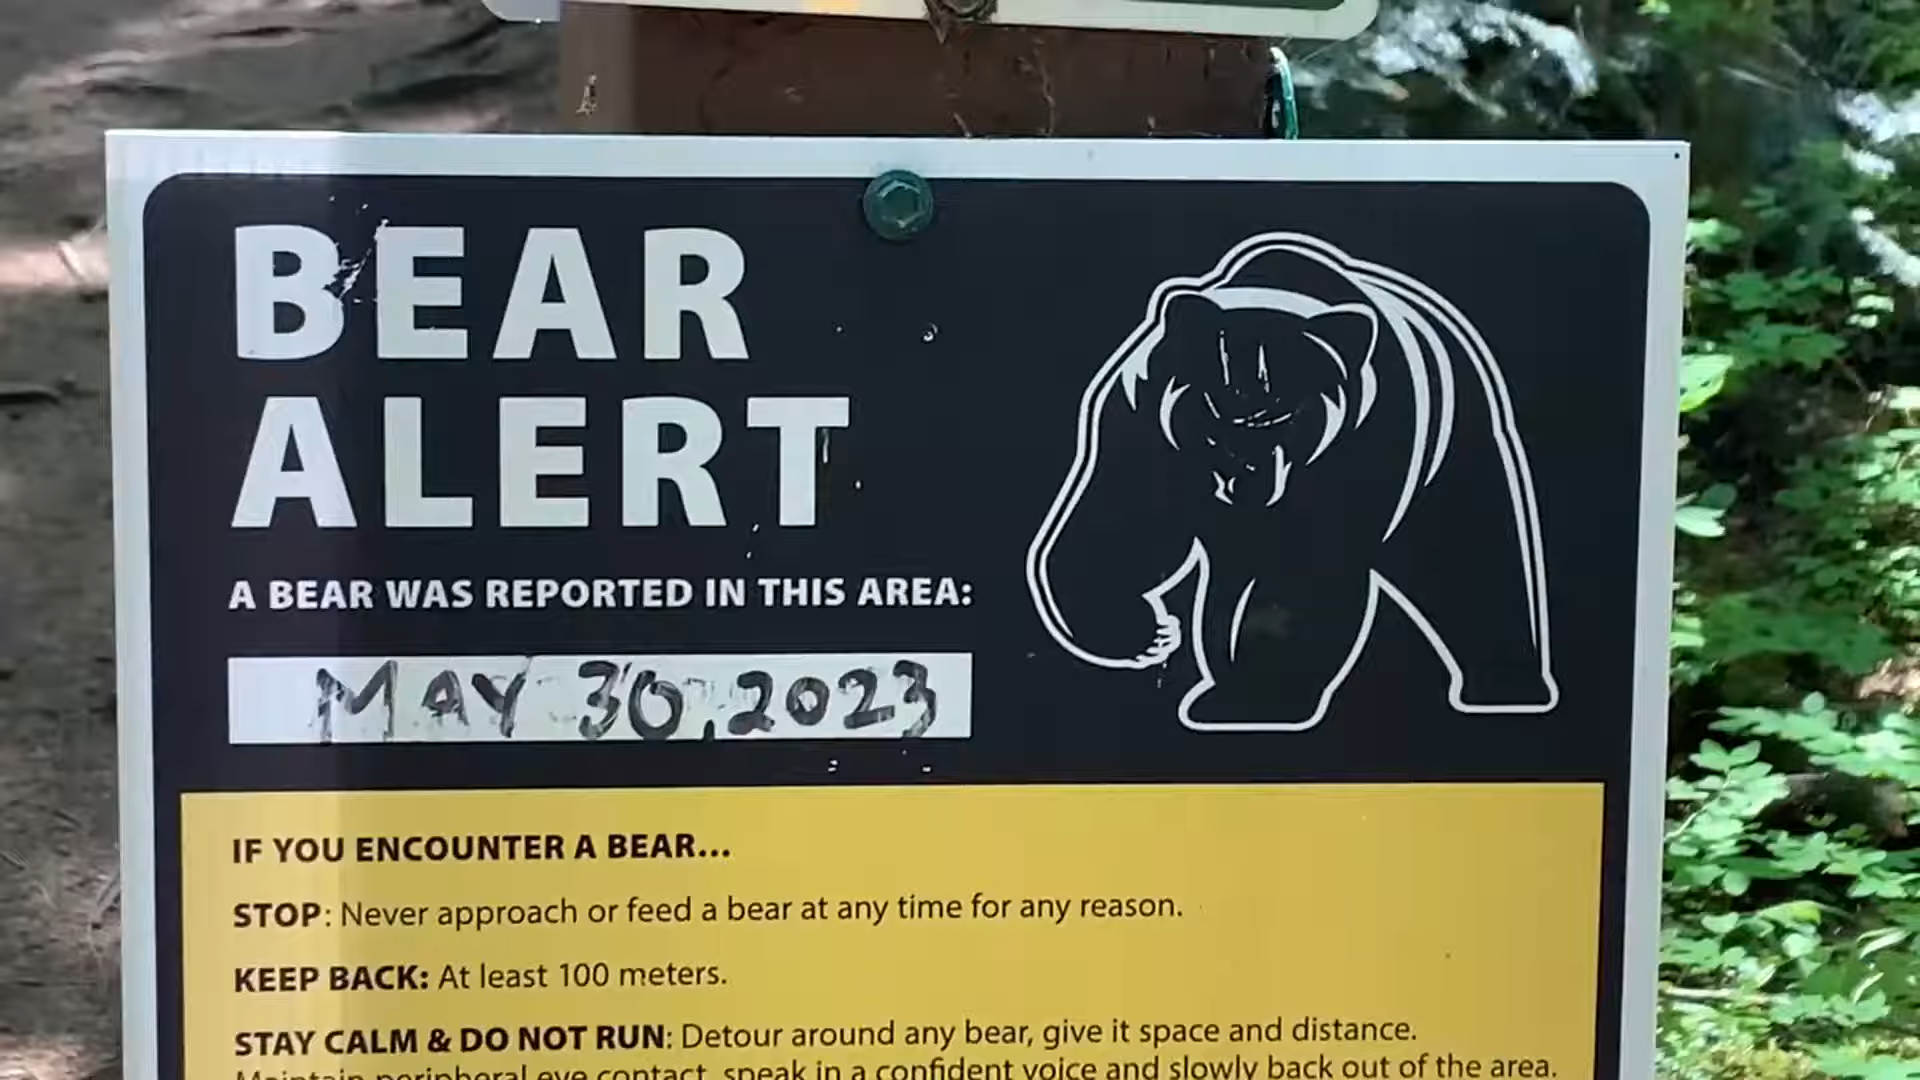 BEAR
ALERT
A BEAR WAS REPORTED IN THIS AREA:
MAY 30, 2023
IF YOU ENCOUNTER A BEAR...
STOP: Never approach or feed a bear at any time for any reason.
KEEP BACK: At least 100 meters.
STAY CALM & DO NOT RUN: Detour around any bear, give it space and distance.
Maintain peripheral eye contact, speak in a confident voice and slowly back out of the area.